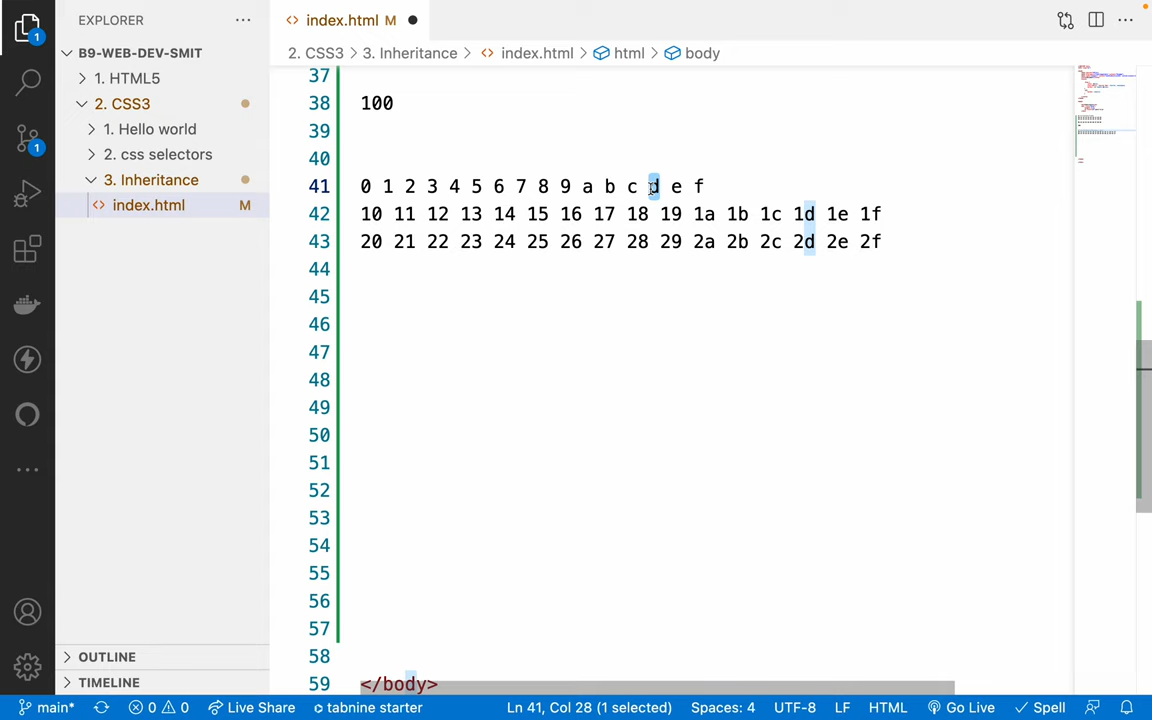 EXPLORER
index.html M
B9-WEB-DEV-SMIT
2. CSS3 > 3. Inheritance > index.html > html > body
1. HTML5
2. CSS3
1. Hello world
2. css selectors
3. Inheritance
index.html M
1
1
37
38 100
39
40
41 0 1 2 3 4 5 6 7 8 9 a b c d e f
42 10 11 12 13 14 15 16 17 18 19 1a 1b 1c 1d 1e 1f
43 20 21 22 23 24 25 26 27 28 29 2a 2b 2c 2d 2e 2f
44
45
46
47
48
49
50
51
52
53
54
55
56
57
58
59 </body>
OUTLINE
TIMELINE
main* 0 0 Live Share tabnine starter Ln 41, Col 28 (1 selected) Spaces: 4 UTF-8 LF HTML Go Live Spell